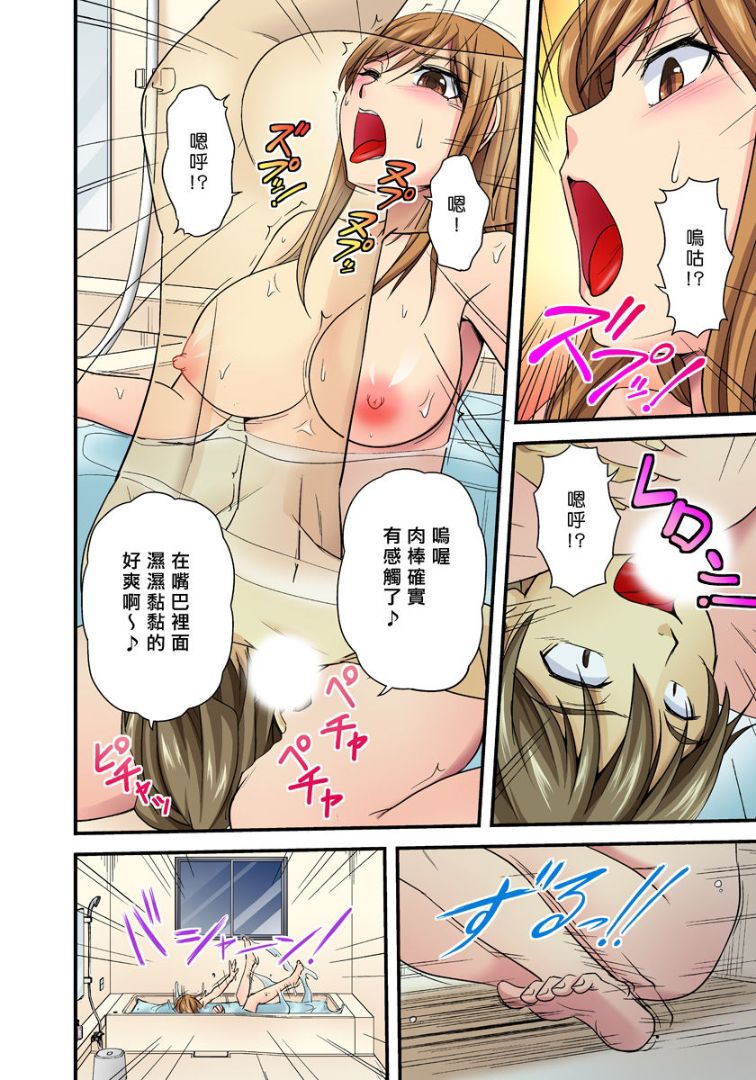 嗚咕!?
ズプッ!
嗯!
嗯呼!?
ズプッ!
ヌプッ
ヌプッ
嗯呼!?
レロンッ!!
嗚喔
肉棒確實
有感觸了♪
在嘴巴裡面
濕濕黏黏的
好爽啊～♪
ペチャ
ペチャ
ピチャッ
ずるっ!!
バシャーン!